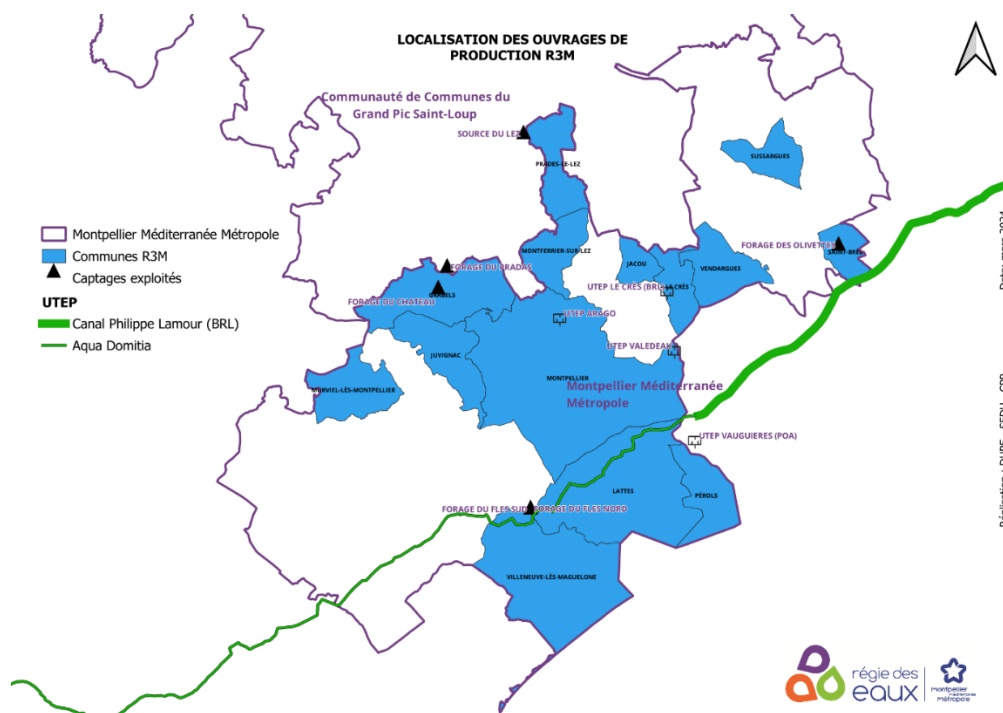 LOCALISATION DES OUVRAGES DE
PRODUCTION R3M
Communauté de Communes du
Grand Pic Saint-Loup
SOURCE DU LEZ
PRADES-LE-LEZ
SUSSARGUES
Montpellier Méditerranée Métropole
Communes R3M
Captages exploités
UTEP
Canal Philippe Lamour (BRL)
Aqua Domitia
MONTFERRIER-SUR-LEZ
JACOU
VENDARGUES
FORAGE DES OLIVETTES
SAINT-BRÈS
FORAGE DU PRADAS
FORAGE DU CHATEAU
UTEP LE CRÈS (BRL)
LE CRÈS
UTEP ARAGO
UTEP VALEDEAU
JUVIGNAC
MONTPELLIER
MURVIEL-LÈS-MONTPELLIER
Montpellier Méditerranée
Métropole
UTEP VAUGUIERES (POA)
LATTES
PÉROLS
FORAGE DU FLES SUD
FORAGE DU FLES NORD
VILLENEUVE-LÈS-MAGUELONE
régie des
eaux
Montpellier
méditerranée
Métropole